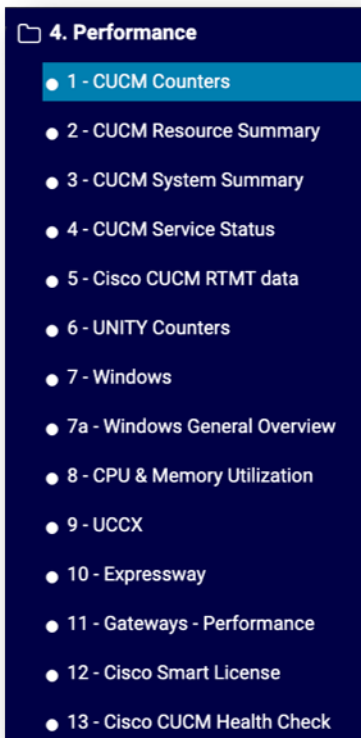 4. Performance
1 - CUCM Counters
2 - CUCM Resource Summary
3 - CUCM System Summary
4 - CUCM Service Status
5 - Cisco CUCM RTMT data
6 - UNITY Counters
7 - Windows
7a - Windows General Overview
8 - CPU & Memory Utilization
9 - UCCX
10 - Expressway
11 - Gateways - Performance
12 - Cisco Smart License
13 - Cisco CUCM Health Check